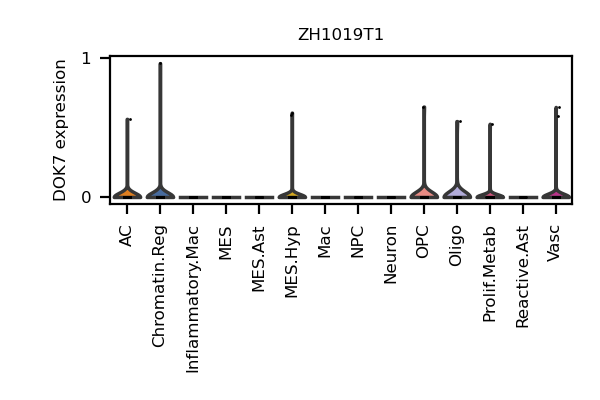 ZH1019T1
DOK7 expression
1
0
AC
Chromatin.Reg
Inflammatory.Mac
MES
MES.Ast
MES.Hyp
Mac
NPC
Neuron
OPC
Oligo
Prolif.Metab
Reactive.Ast
Vasc